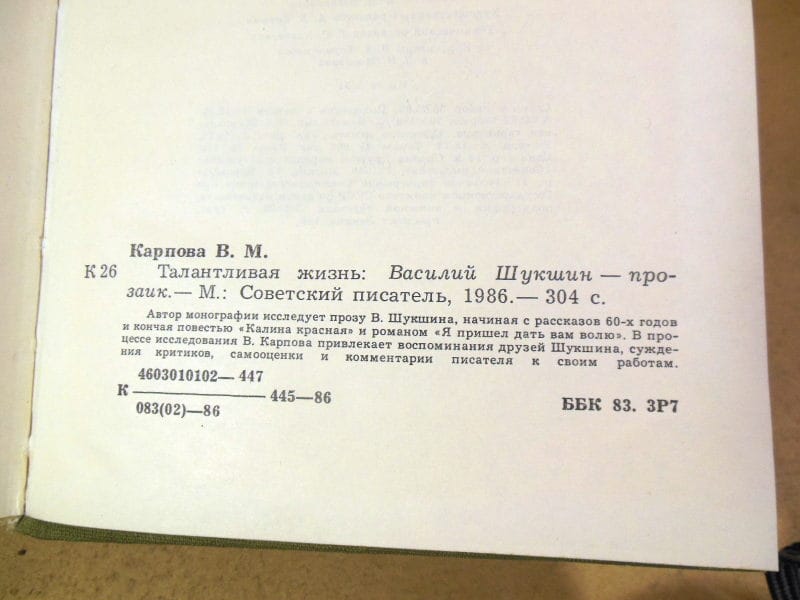 Карпова В. М.
К 26 Талантливая жизнь: Василий Шукшин — про-
заик.— М.: Советский писатель, 1986.— 304 с.
Автор монографии исследует прозу В. Шукшина, начиная с рассказов 60-х годов
и кончая повестью «Калина красная» и романом «Я пришел дать вам волю». В про-
цессе исследования В. Карпова привлекает воспоминания друзей Шукшина, сужде-
ния критиков, самооценки и комментарии писателя к своим работам.
4603010102—447
К 445—86
083(02)—86
ББК 83. 3Р7